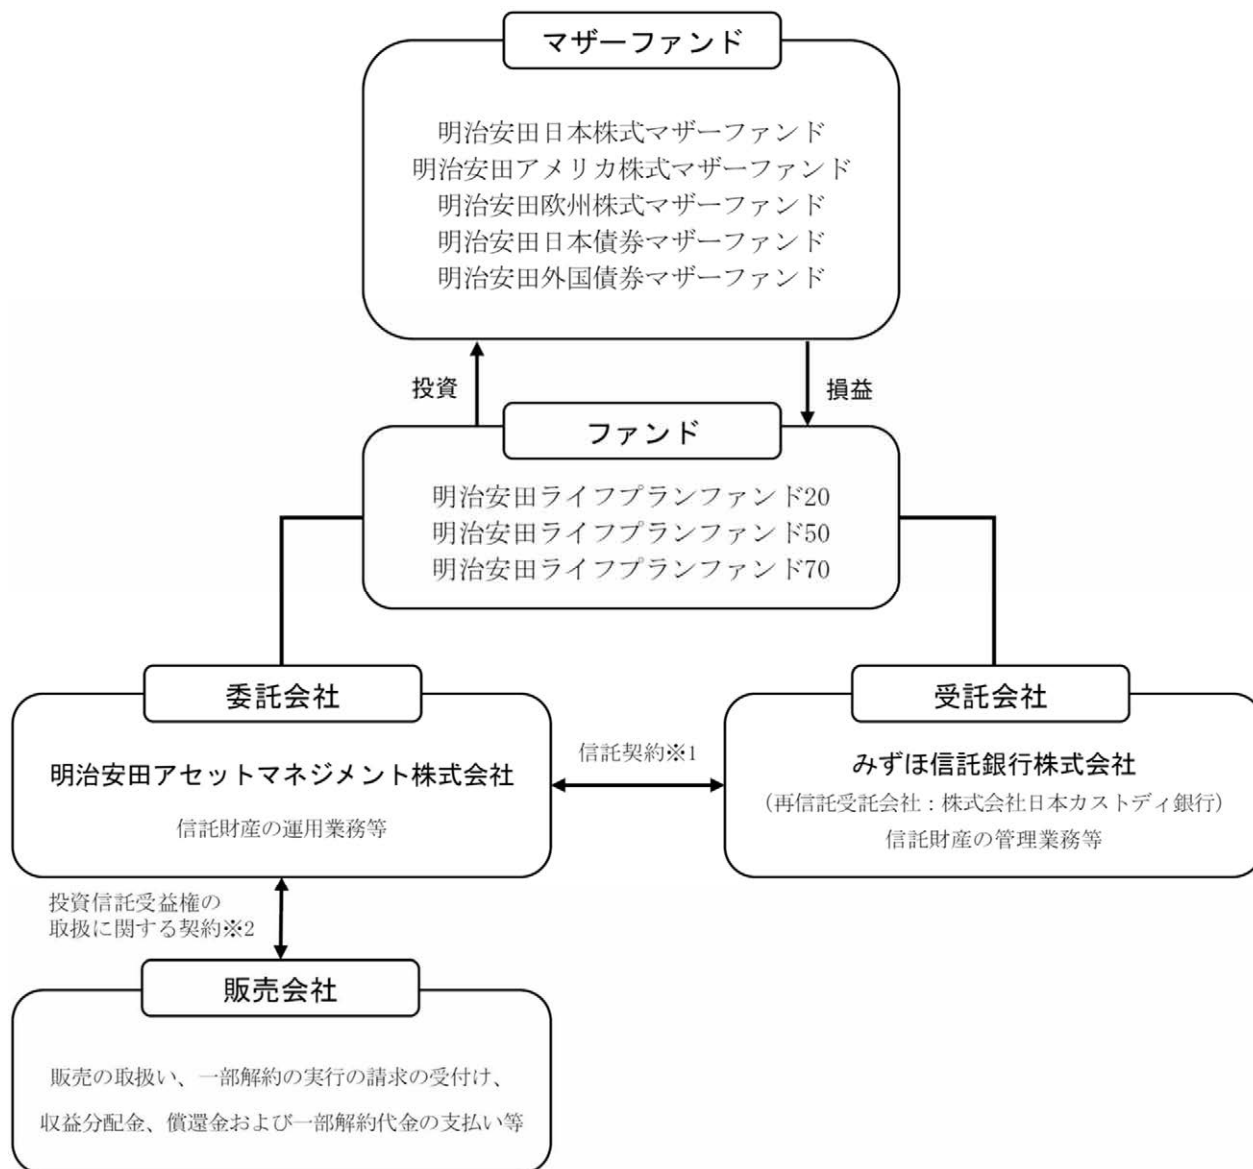 マザーファンド
明治安田日本株式マザーファンド
明治安田アメリカ株式マザーファンド
明治安田欧州株式マザーファンド
明治安田日本債券マザーファンド
明治安田外国債券マザーファンド
投資
損益
ファンド
明治安田ライフプランファンド20
明治安田ライフプランファンド50
明治安田ライフプランファンド70
委託会社
明治安田アセットマネジメント株式会社
信託財産の運用業務等
信託契約※1
受託会社
みずほ信託銀行株式会社
(再信託受託会社:株式会社日本カストディ銀行)
信託財産の管理業務等
投資信託受益権の
取扱に関する契約※2
販売会社
販売の取扱い、一部解約の実行の請求の受付け、
収益分配金、償還金および一部解約代金の支払い等